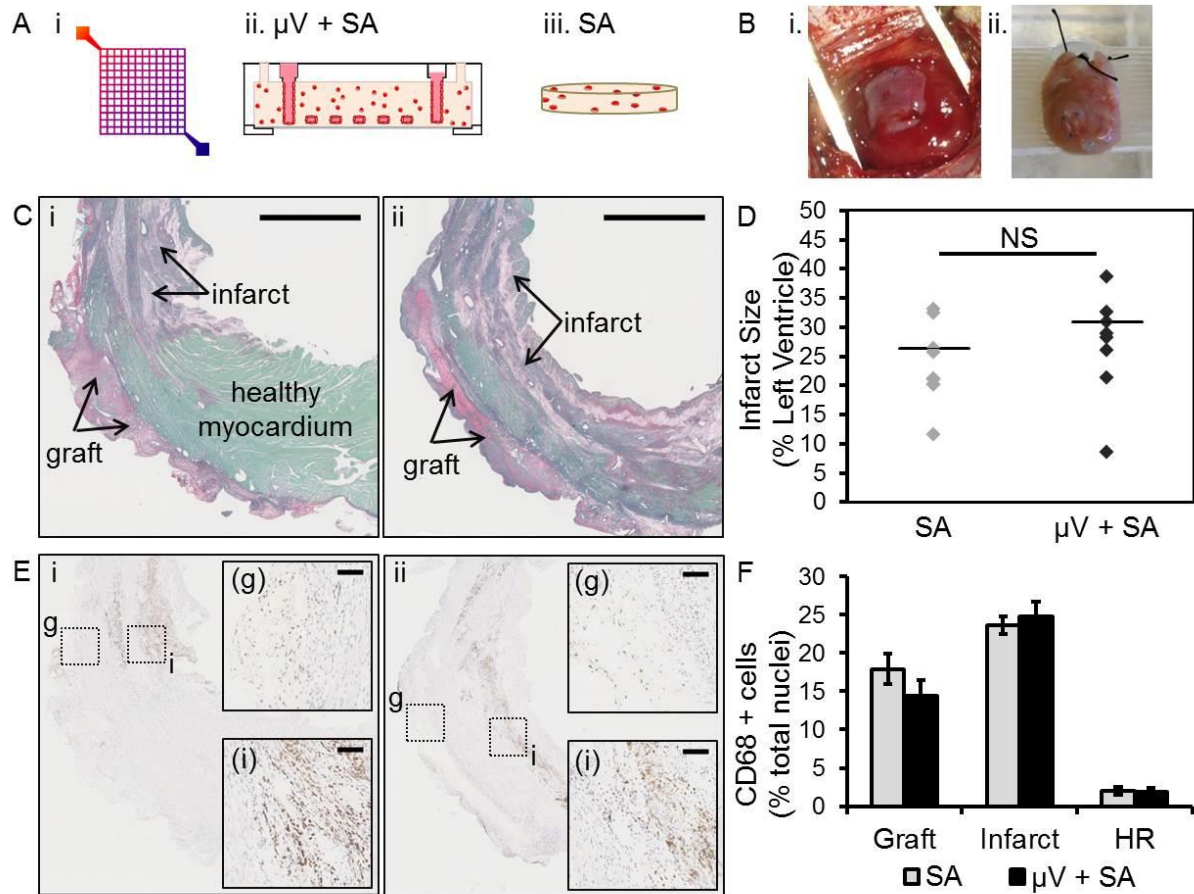 A i ii. µV + SA iii. SA B i. ii.
C i ii D
infarct
infarct
healthy
myocardium
graft
graft
Infarct Size
(% Left Ventricle)
50
45
40
35
30
25
20
15
10
5
0
NS
SA µV + SA
E i (g) ii (g) F
g
i
(i)
g
i
(i)
CD68 + cells
(% total nuclei)
30
25
20
15
10
5
0
Graft Infarct HR
SA µV + SA